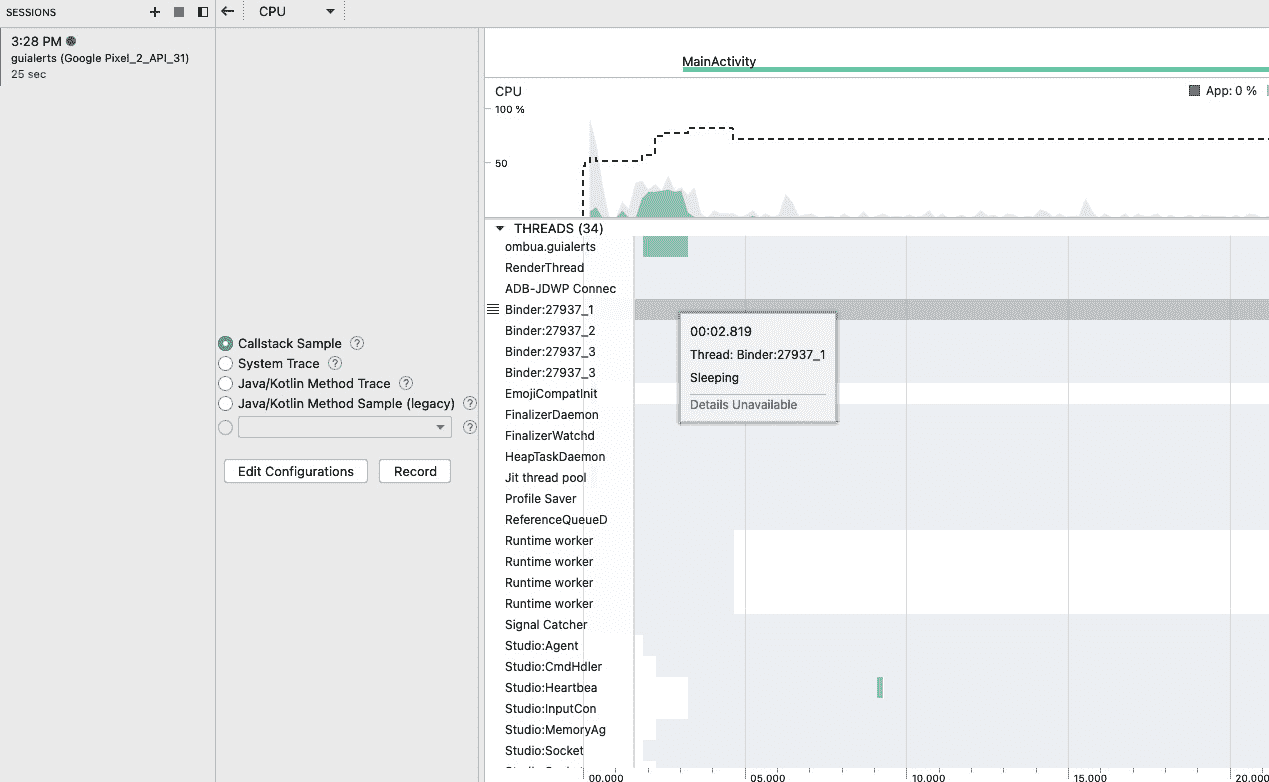 SESSIONS
CPU
3:28 PM
guialerts (Google Pixel_2_API_31)
25 sec
MainActivity
CPU
App: 0 %
100 %
50
THREADS (34)
ombua.guialerts
RenderThread
ADB-JDWP Connec
Binder:27937_1
Binder:27937_2
Binder:27937_3
Binder:27937_3
EmojiCompatInit
FinalizerDaemon
FinalizerWatchd
HeapTaskDaemon
Jit thread pool
Profile Saver
ReferenceQueueD
Runtime worker
Runtime worker
Runtime worker
Runtime worker
Signal Catcher
Studio:Agent
Studio:CmdHdler
Studio:Heartbea
Studio:InputCon
Studio:MemoryAg
Studio:Socket
00:02.819
Thread: Binder:27937_1
Sleeping
Details Unavailable
Callstack Sample ?
System Trace ?
Java/Kotlin Method Trace ?
Java/Kotlin Method Sample (legacy) ?
?
Edit Configurations
Record
00.000
05.000
10.000
15.000
20.000